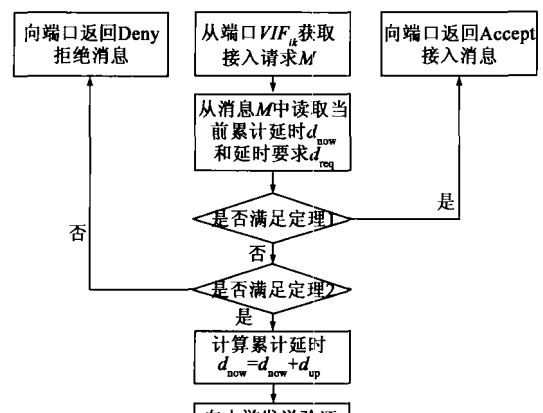 向端口返回Deny
拒绝消息
从端口VIF_ik获取
接入请求M
向端口返回Accept
接入消息
从消息M中读取当
前累计延时d_now
和延时要求d_req
是否满足定理1
是
否
否
是否满足定理2
是
计算累计延时
d_now=d_now+d_up